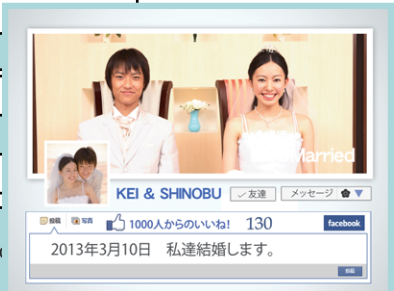 Married
KEI & SHINOBU
✓友達
メッセージ
投稿
写真
1000人からのいいね!
130
facebook
2013年3月10日 私達結婚します。
投稿